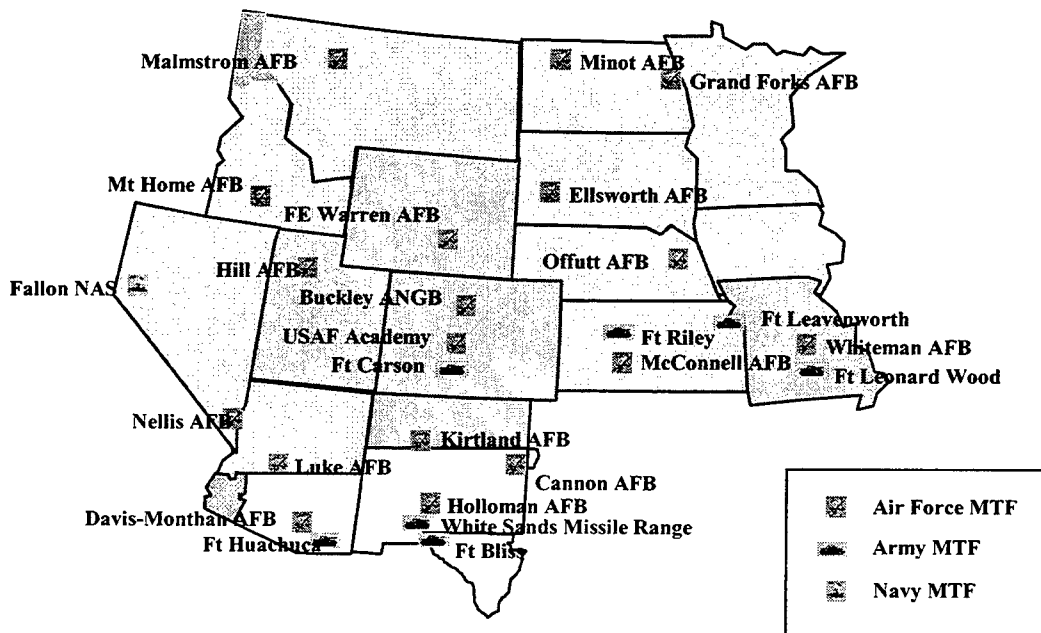 Malmstrom AFB
Minot AFB
Grand Forks AFB
Mt Home AFB
Ellsworth AFB
FE Warren AFB
Offutt AFB
Hill AFB
Fallon NAS
Buckley ANGB
Ft Leavenworth
Ft Riley
USAF Academy
Whiteman AFB
Ft Carson
McConnell AFB
Ft Leonard Wood
Nellis AFB
Kirtland AFB
Luke AFB
Cannon AFB
Holloman AFB
Davis-Monthan AFB
White Sands Missile Range
Ft Huachuca
Ft Bliss
Air Force MTF
Army MTF
Navy MTF